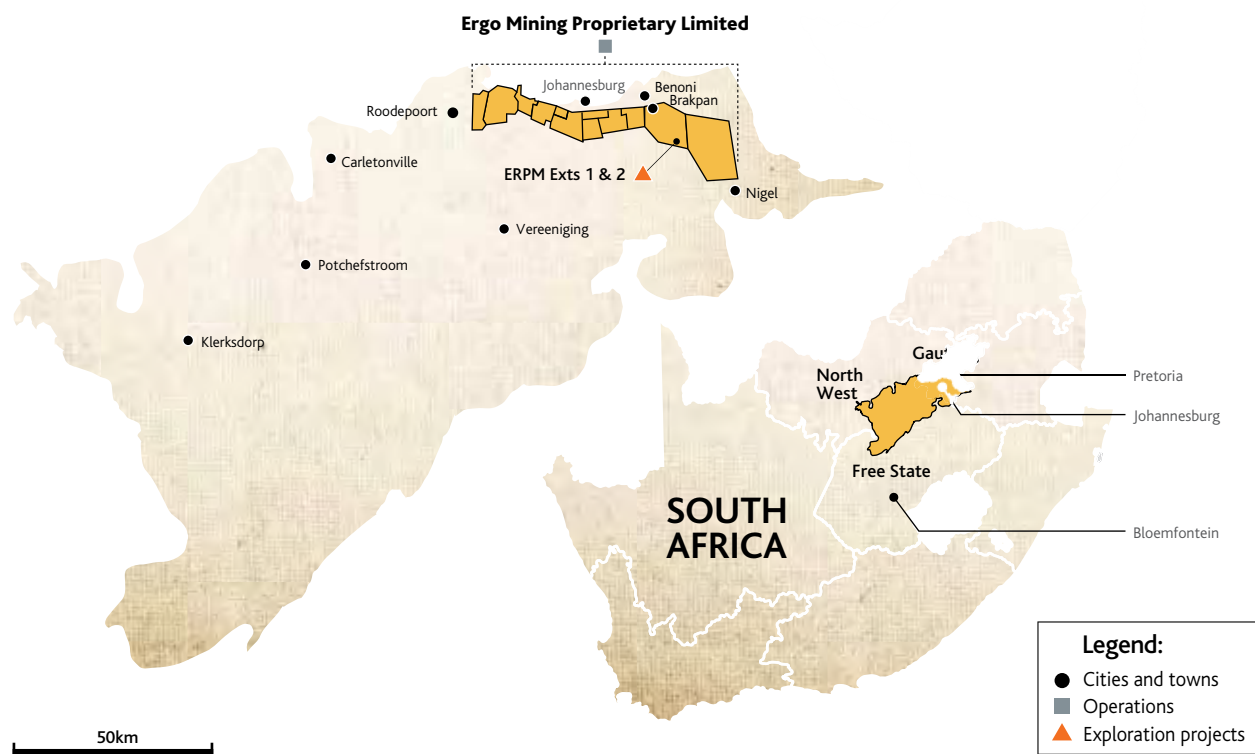 Ergo Mining Proprietary Limited
Johannesburg
Benoni
Brakpan
Roodepoort
Carletonville
ERPM Exts 1 & 2
Nigel
Vereeniging
Potchefstroom
Klerksdorp
North
West
Pretoria
Johannesburg
Free State
SOUTH
AFRICA
Bloemfontein
Legend:
Cities and towns
Operations
Exploration projects
50km